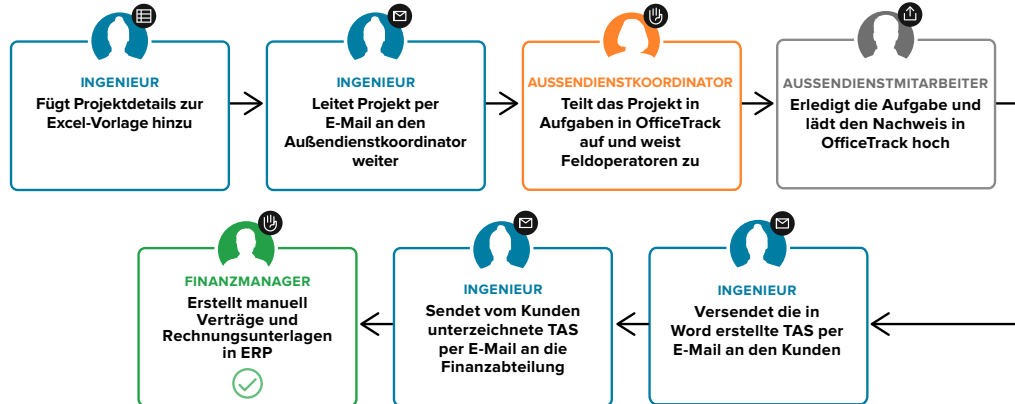 INGENIEUR
Fügt Projektdetails zur
Excel-Vorlage hinzu
INGENIEUR
Leitet Projekt per
E-Mail an den
Außendienstkoordinator
weiter
AUSSENDIENSTKOORDINATOR
Teilt das Projekt in
Aufgaben in OfficeTrack
auf und weist
Feldoperatoren zu
AUSSENDIENSTMITARBEITER
Erledigt die Aufgabe und
lädt den Nachweis in
OfficeTrack hoch
INGENIEUR
Versendet die in
Word erstellte TAS per
E-Mail an den Kunden
INGENIEUR
Sendet vom Kunden
unterzeichnete TAS
per E-Mail an die
Finanzabteilung
FINANZMANAGER
Erstellt manuell
Verträge und
Rechnungsunterlagen
in ERP